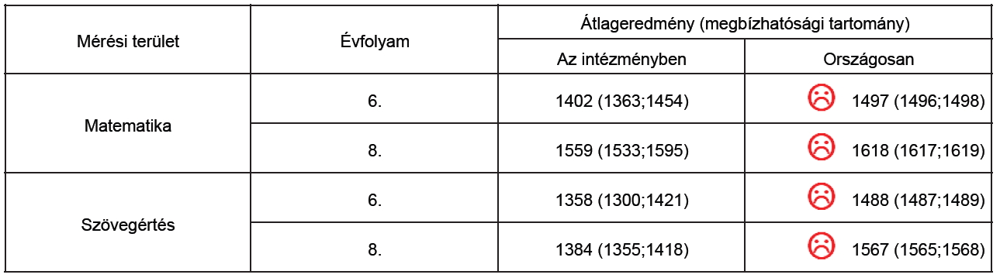 Mérési terület Évfolyam Átlageredmény (megbízhatósági tartomány)
Az intézményben Országosan
Matematika 6. 1402 (1363;1454) 1497 (1496;1498)
8. 1559 (1533;1595) 1618 (1617;1619)
Szövegértés 6. 1358 (1300;1421) 1488 (1487;1489)
8. 1384 (1355;1418) 1567 (1565;1568)